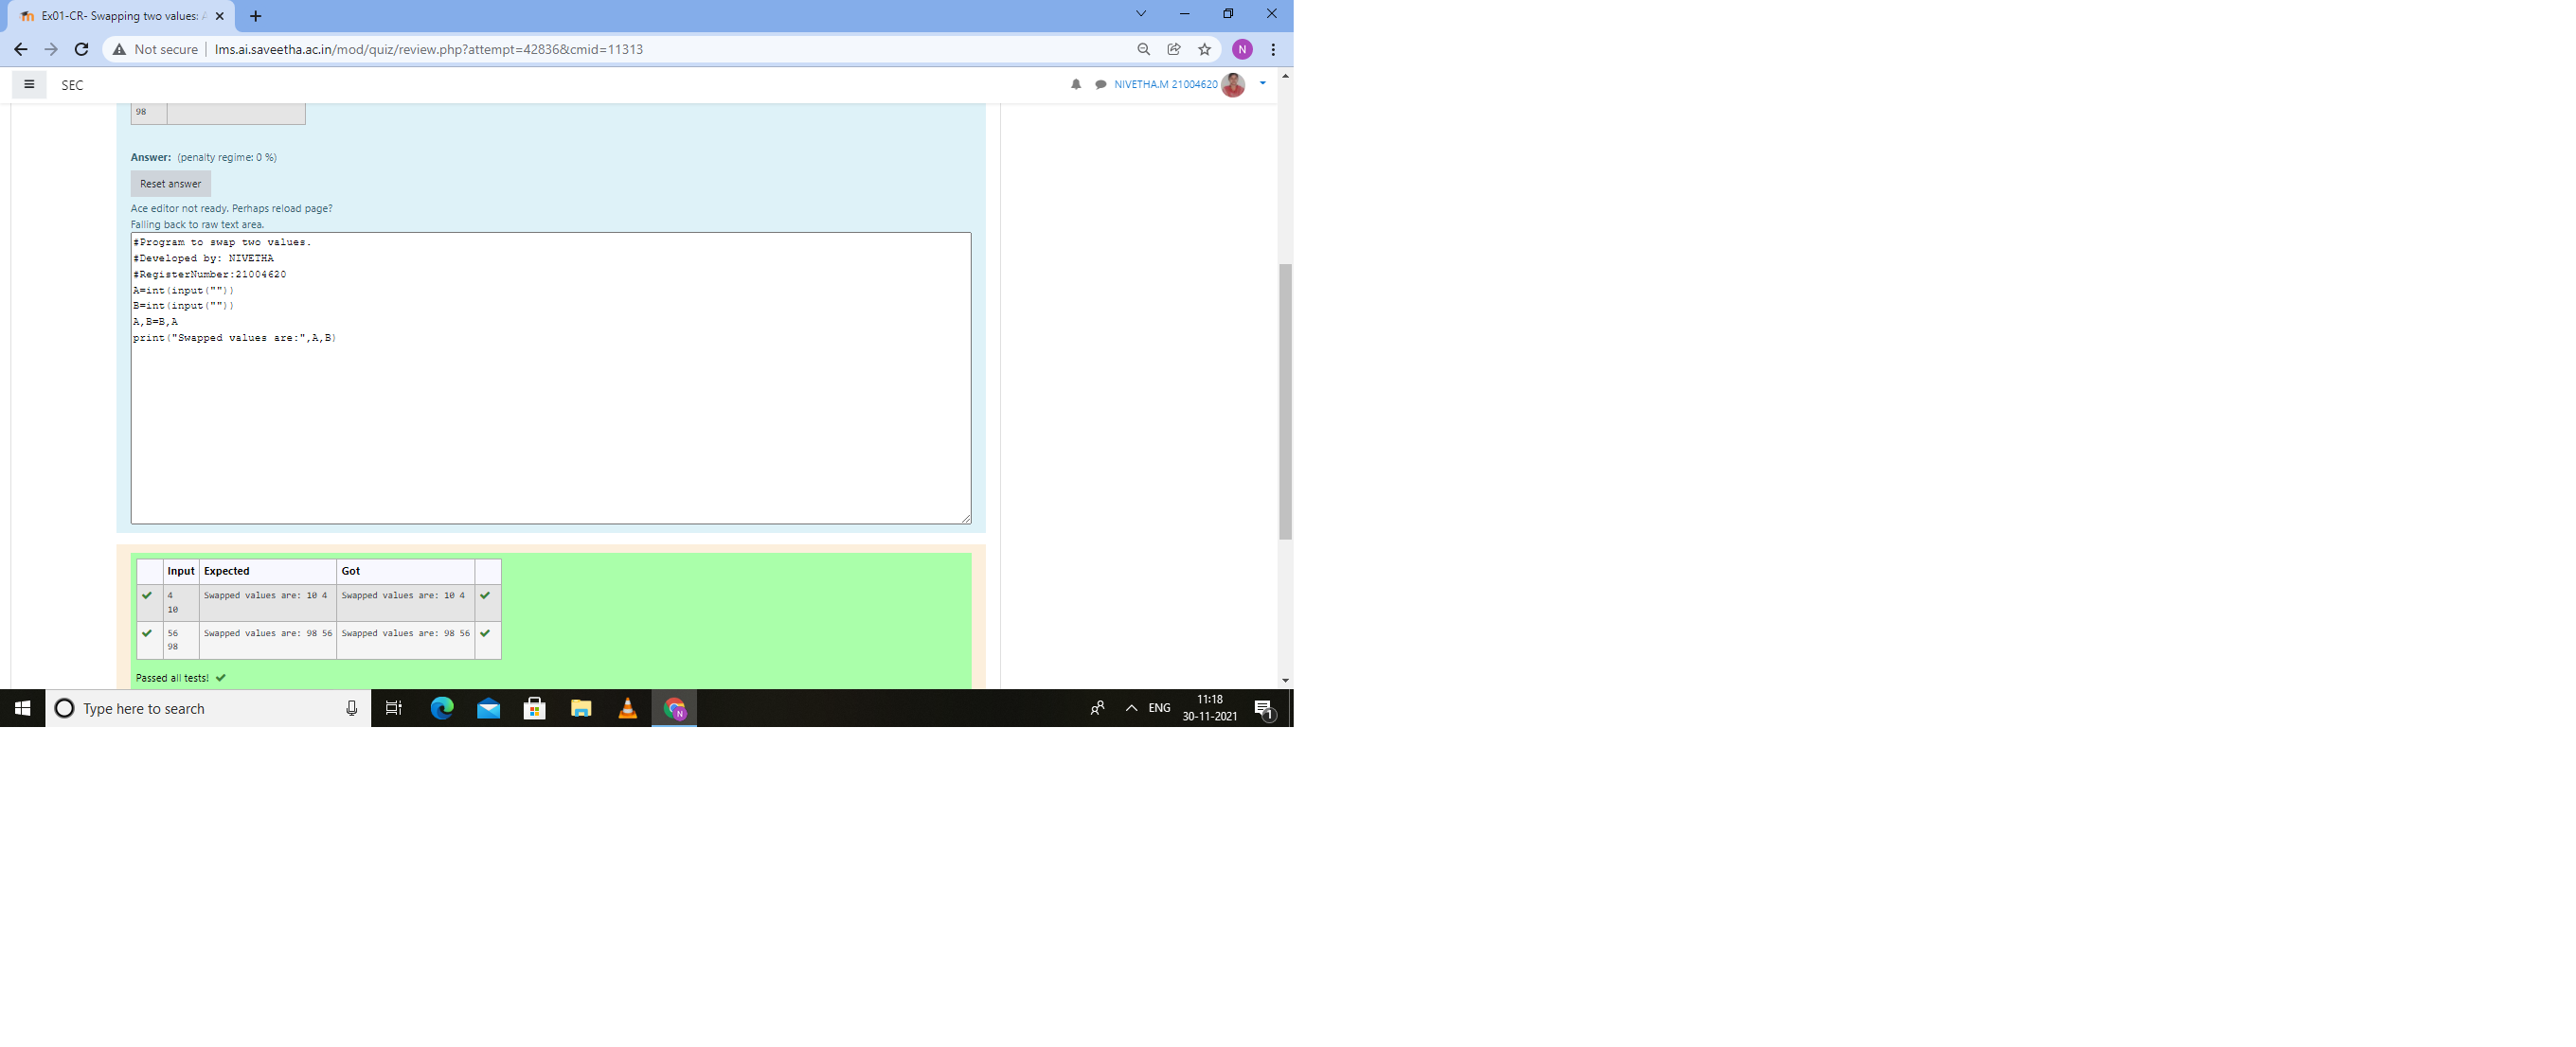 Ex01-CR- Swapping two values: A
Not secure | lms.ai.saveetha.ac.in/mod/quiz/review.php?attempt=42836&cmid=11313
N
SEC
NIVETHA.M 21004620
98
Answer: (penalty regime: 0 %)
Reset answer
Ace editor not ready. Perhaps reload page?
Falling back to raw text area.
#Program to swap two values.
#Developed by: NIVETHA
#RegisterNumber:21004620
A=int(input(""))
B=int(input(""))
A,B=B,A
print("Swapped values are:",A,B)
Input Expected Got
4 Swapped values are: 10 4 Swapped values are: 10 4
10
56 Swapped values are: 98 56 Swapped values are: 98 56
98
Passed all tests!
Type here to search
N
ENG
11:18
30-11-2021
1